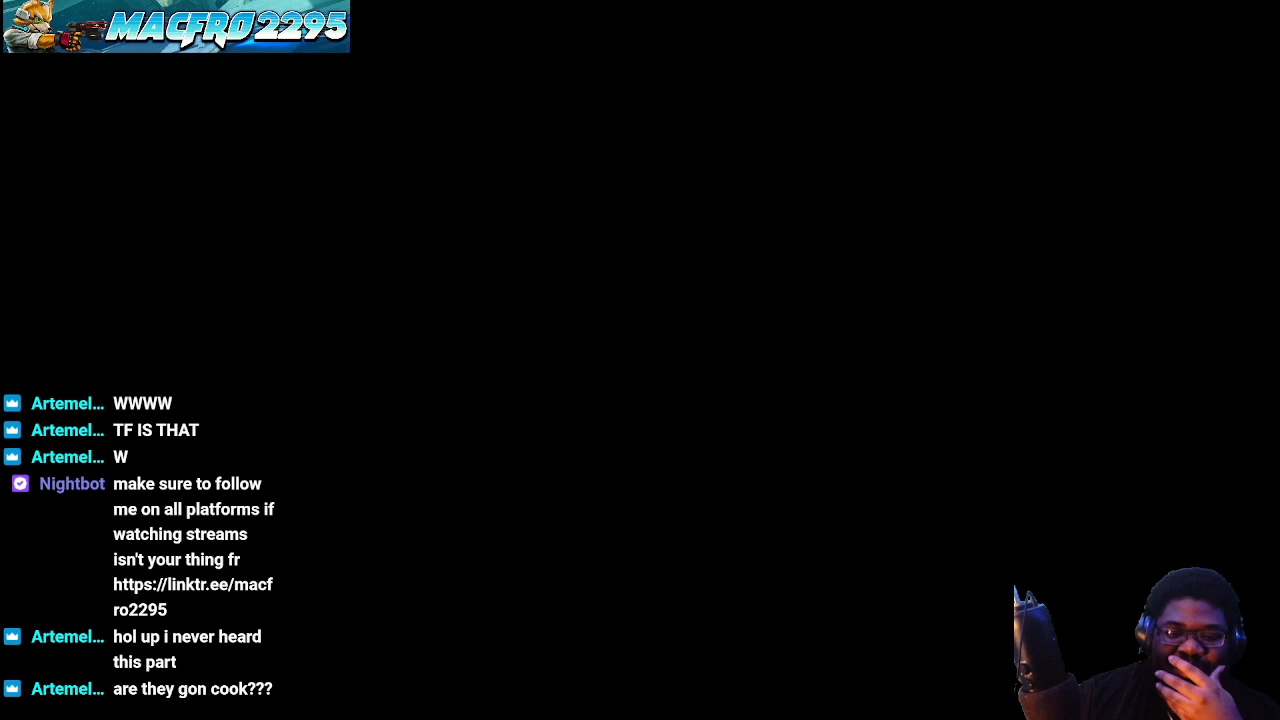 MACFRO2295
Artemel... WWWW
Artemel... TF IS THAT
Artemel... W
Nightbot make sure to follow
me on all platforms if
watching streams
isn't your thing fr
https://linktr.ee/macf
ro2295
Artemel... hol up i never heard
this part
Artemel... are they gon cook???